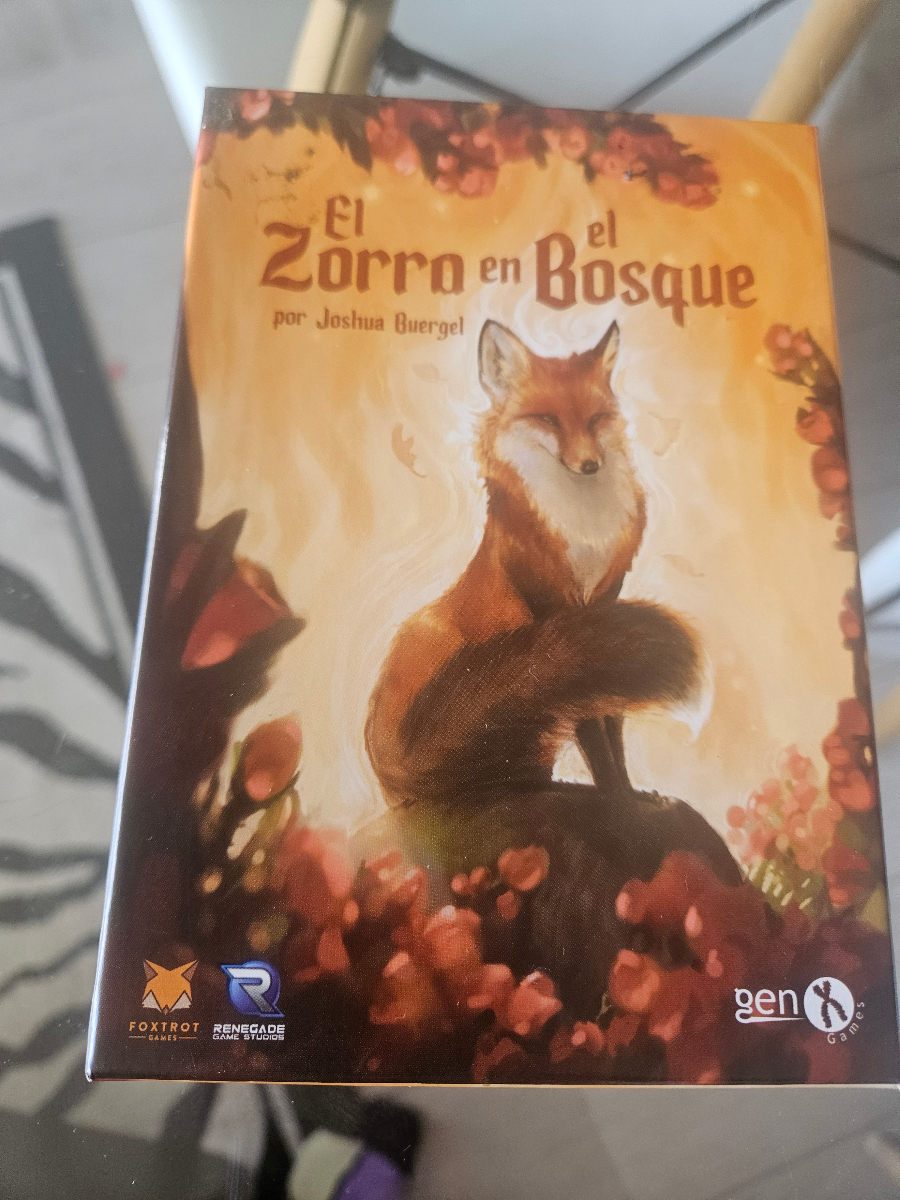 El Zorro en el Bosque
por Joshua Buergel
FOXTROT
GAMES
RENEGADE
GAME STUDIOS
gen X
Games